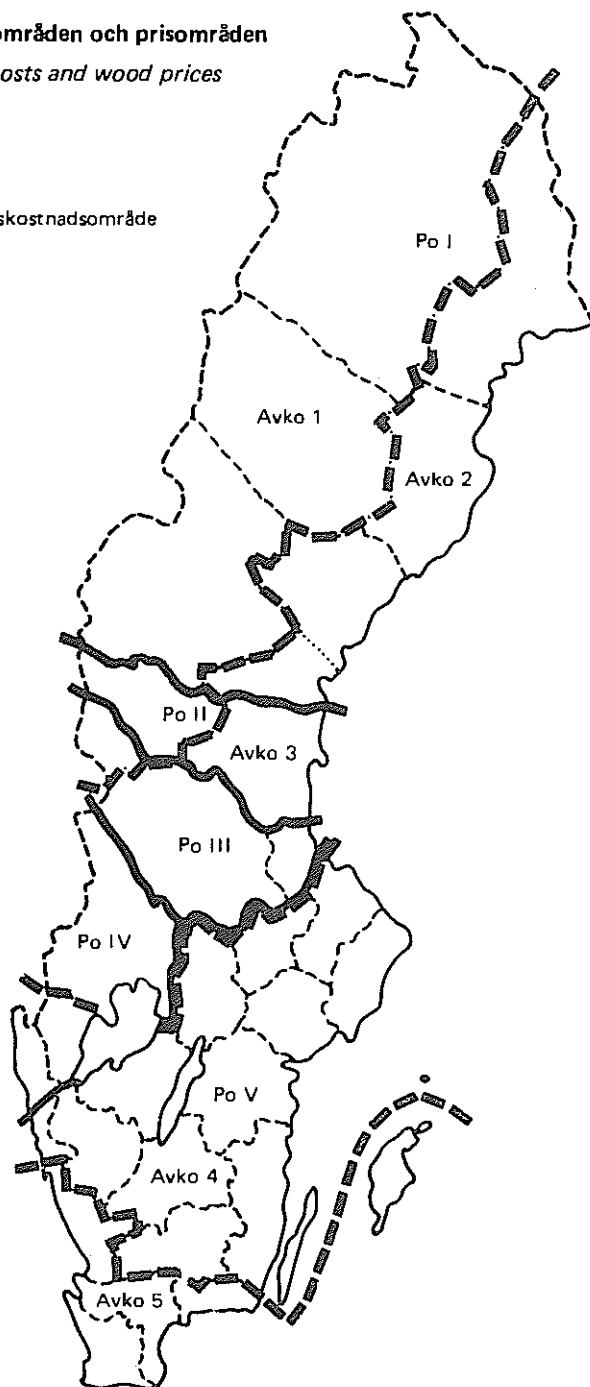 områden och prisområden
osts and wood prices
skostnadsområde
Po I
Avko 1
Avko 2
Po II
Avko 3
Po III
Po IV
Po V
Avko 4
Avko 5